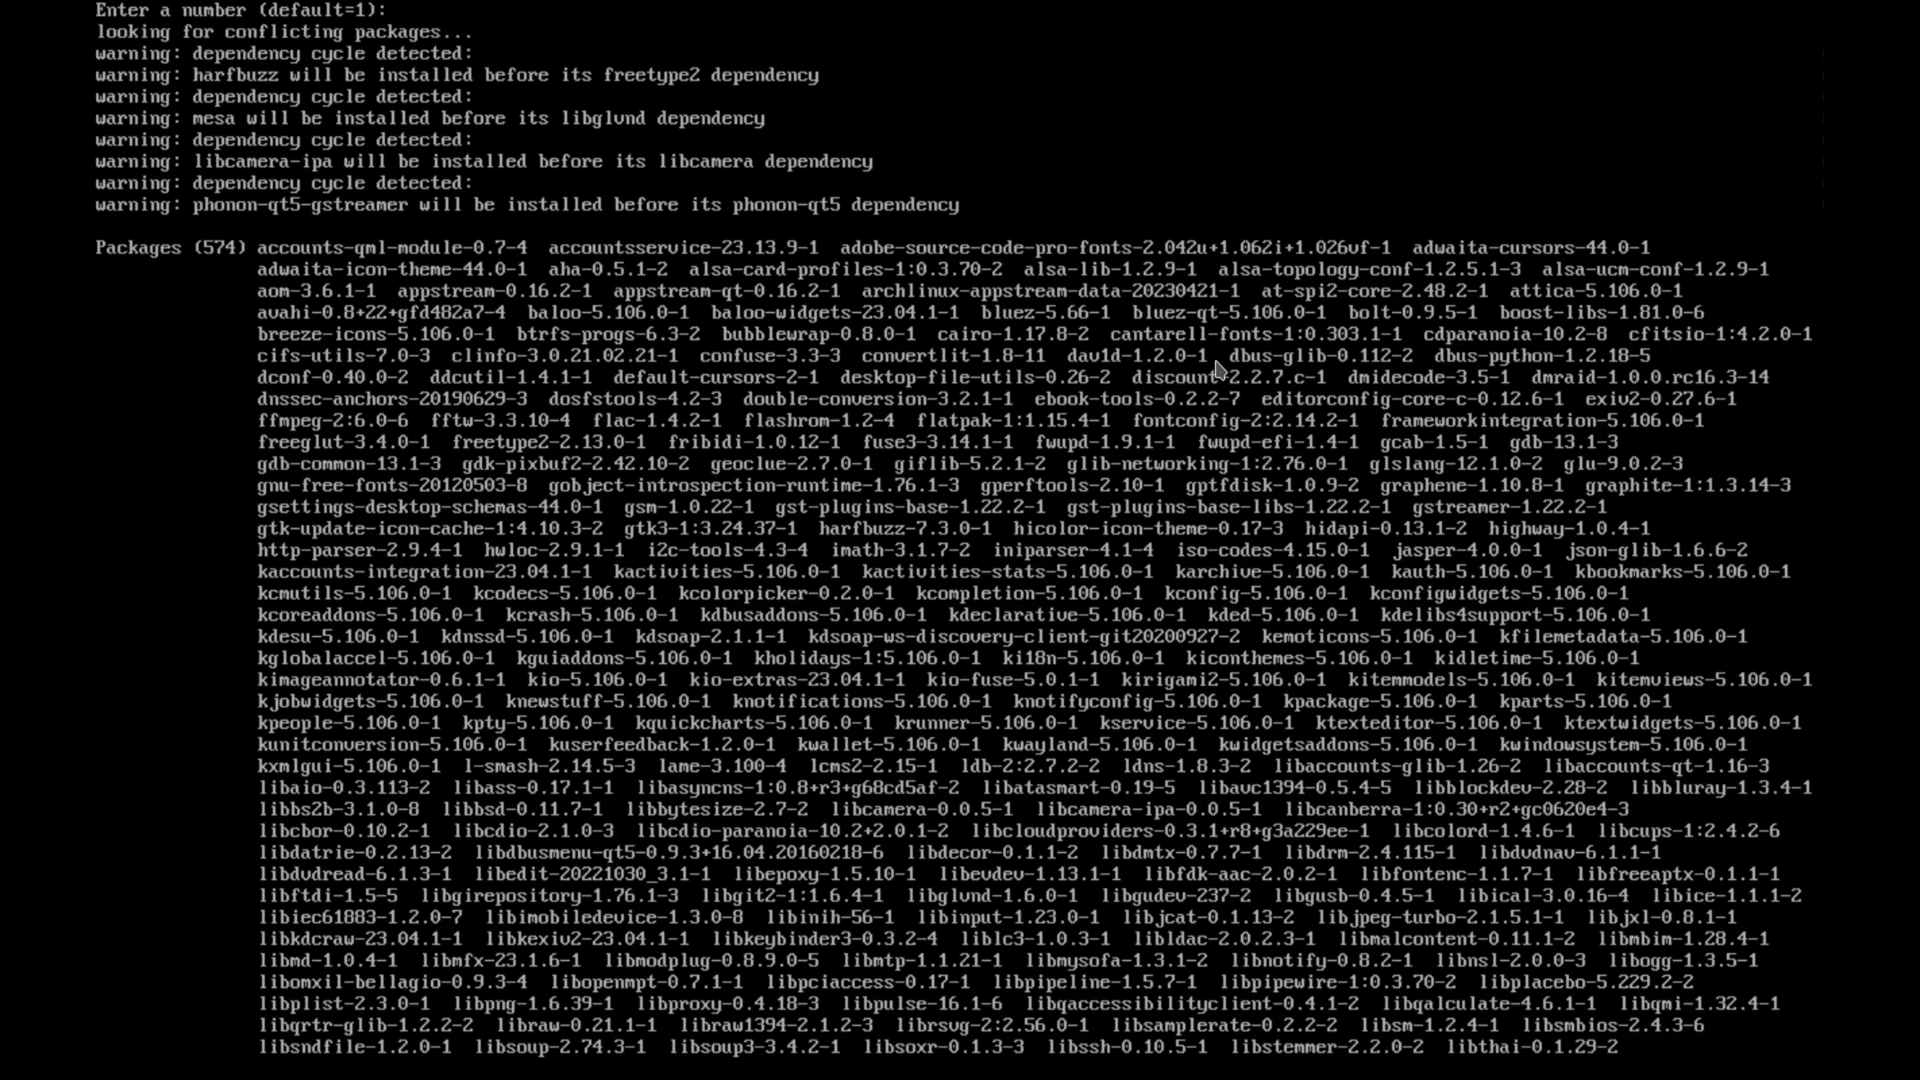 Enter a number (default=1):
looking for conflicting packages...
warning: dependency cycle detected:
warning: harfbuzz will be installed before its freetype2 dependency
warning: dependency cycle detected:
warning: mesa will be installed before its libglvnd dependency
warning: dependency cycle detected:
warning: libcamera-ipa will be installed before its libcamera dependency
warning: dependency cycle detected:
warning: phonon-qt5-gstreamer will be installed before its phonon-qt5 dependency
Packages (574) accounts-qml-module-0.7-4 accountsservice-23.13.9-1 adobe-source-code-pro-fonts-2.042u+1.062i+1.026vf-1 adwaita-cursors-44.0-1
adwaita-icon-theme-44.0-1 aha-0.5.1-2 alsa-card-profiles-1:0.3.70-2 alsa-lib-1.2.9-1 alsa-topology-conf-1.2.5.1-3 alsa-ucm-conf-1.2.9-1
aom-3.6.1-1 appstream-0.16.2-1 appstream-qt-0.16.2-1 archlinux-appstream-data-20230421-1 at-spi2-core-2.48.2-1 attica-5.106.0-1
avahi-0.8+22+gfd482a7-4 baloo-5.106.0-1 baloo-widgets-23.04.1-1 bluez-5.66-1 bluez-qt-5.106.0-1 bolt-0.9.5-1 boost-libs-1.81.0-6
breeze-icons-5.106.0-1 btrfs-progs-6.3-2 bubblewrap-0.8.0-1 cairo-1.17.8-2 cantarell-fonts-1:0.303.1-1 cdparanoia-10.2-8 cfitsio-1:4.2.0-1
cifs-utils-7.0-3 clinfo-3.0.21.02.21-1 confuse-3.3-3 convertlit-1.8-11 dav1d-1.2.0-1 dbus-glib-0.112-2 dbus-python-1.2.18-5
dconf-0.40.0-2 ddcutil-1.4.1-1 default-cursors-2-1 desktop-file-utils-0.26-2 discount-2.2.7.c-1 dmidecode-3.5-1 dmraid-1.0.0.rc16.3-14
dnssec-anchors-20190629-3 dosfstools-4.2-3 double-conversion-3.2.1-1 ebook-tools-0.2.2-7 editorconfig-core-c-0.12.6-1 exiv2-0.27.6-1
ffmpeg-2:6.0-6 fftw-3.3.10-4 flac-1.4.2-1 flashrom-1.2-4 flatpak-1:1.15.4-1 fontconfig-2:2.14.2-1 frameworkintegration-5.106.0-1
freeglut-3.4.0-1 freetype2-2.13.0-1 fribidi-1.0.12-1 fuse3-3.14.1-1 fwupd-1.9.1-1 fwupd-efi-1.4-1 gcab-1.5-1 gdb-13.1-3
gdb-common-13.1-3 gdk-pixbuf2-2.42.10-2 geoclue-2.7.0-1 giflib-5.2.1-2 glib-networking-1:2.76.0-1 glslang-12.1.0-2 glu-9.0.2-3
gnu-free-fonts-20120503-8 gobject-introspection-runtime-1.76.1-3 gperftools-2.10-1 gptfdisk-1.0.9-2 graphene-1.10.8-1 graphite-1:1.3.14-3
gsettings-desktop-schemas-44.0-1 gsm-1.0.22-1 gst-plugins-base-1.22.2-1 gst-plugins-base-libs-1.22.2-1 gstreamer-1.22.2-1
gtk-update-icon-cache-1:4.10.3-2 gtk3-1:3.24.37-1 harfbuzz-7.3.0-1 hicolor-icon-theme-0.17-3 hidapi-0.13.1-2 highway-1.0.4-1
http-parser-2.9.4-1 hwloc-2.9.1-1 i2c-tools-4.3-4 imath-3.1.7-2 iniparser-4.1-4 iso-codes-4.15.0-1 jasper-4.0.0-1 json-glib-1.6.6-2
kaccounts-integration-23.04.1-1 kactivities-5.106.0-1 kactivities-stats-5.106.0-1 karchive-5.106.0-1 kauth-5.106.0-1 kbookmarks-5.106.0-1
kcmutils-5.106.0-1 kcodecs-5.106.0-1 kcolorpicker-0.2.0-1 kcompletion-5.106.0-1 kconfig-5.106.0-1 kconfigwidgets-5.106.0-1
kcoreaddons-5.106.0-1 kcrash-5.106.0-1 kdbusaddons-5.106.0-1 kdeclarative-5.106.0-1 kded-5.106.0-1 kdelibs4support-5.106.0-1
kdesu-5.106.0-1 kdnssd-5.106.0-1 kdsoap-2.1.1-1 kdsoap-ws-discovery-client-git20200927-2 kemoticons-5.106.0-1 kfilemetadata-5.106.0-1
kglobalaccel-5.106.0-1 kguiaddons-5.106.0-1 kholidays-1:5.106.0-1 ki18n-5.106.0-1 kiconthemes-5.106.0-1 kidletime-5.106.0-1
kimageannotator-0.6.1-1 kio-5.106.0-1 kio-extras-23.04.1-1 kio-fuse-5.0.1-1 kirigami2-5.106.0-1 kitemmodels-5.106.0-1 kitemviews-5.106.0-1
kjobwidgets-5.106.0-1 knewstuff-5.106.0-1 knotifications-5.106.0-1 knotifyconfig-5.106.0-1 kpackage-5.106.0-1 kparts-5.106.0-1
kpeople-5.106.0-1 kpty-5.106.0-1 kquickcharts-5.106.0-1 krunner-5.106.0-1 kservice-5.106.0-1 ktexteditor-5.106.0-1 ktextwidgets-5.106.0-1
kunitconversion-5.106.0-1 kuserfeedback-1.2.0-1 kwallet-5.106.0-1 kwayland-5.106.0-1 kwidgetsaddons-5.106.0-1 kwindowsystem-5.106.0-1
kxmlgui-5.106.0-1 l-smash-2.14.5-3 lame-3.100-4 lcms2-2.15-1 ldb-2:2.7.2-2 ldns-1.8.3-2 libaccounts-glib-1.26-2 libaccounts-qt-1.16-3
libaio-0.3.113-2 libass-0.17.1-1 libasyncns-1:0.8+r3+g68cd5af-2 libatasmart-0.19-5 libavc1394-0.5.4-5 libblockdev-2.28-2 libbluray-1.3.4-1
libbs2b-3.1.0-8 libbsd-0.11.7-1 libbytesize-2.7-2 libcamera-0.0.5-1 libcamera-ipa-0.0.5-1 libcanberra-1:0.30+r2+gc0620e4-3
libcbor-0.10.2-1 libcdio-2.1.0-3 libcdio-paranoia-10.2+2.0.1-2 libcloudproviders-0.3.1+r8+g3a229ee-1 libcolord-1.4.6-1 libcups-1:2.4.2-6
libdatrie-0.2.13-2 libdbusmenu-qt5-0.9.3+16.04.20160218-6 libdecor-0.1.1-2 libdmtx-0.7.7-1 libdrm-2.4.115-1 libdvdnav-6.1.1-1
libdvdread-6.1.3-1 libedit-20221030_3.1-1 libepoxy-1.5.10-1 libevdev-1.13.1-1 libfdk-aac-2.0.2-1 libfontenc-1.1.7-1 libfreeaptx-0.1.1-1
libftdi-1.5-5 libgirepository-1.76.1-3 libgit2-1:1.6.4-1 libglvnd-1.6.0-1 libgudev-237-2 libgusb-0.4.5-1 libical-3.0.16-4 libice-1.1.1-2
libiec61883-1.2.0-7 libimobiledevice-1.3.0-8 libinih-56-1 libinput-1.23.0-1 libjcat-0.1.13-2 libjpeg-turbo-2.1.5.1-1 libjxl-0.8.1-1
libkdcraw-23.04.1-1 libkexiv2-23.04.1-1 libkeybinder3-0.3.2-4 liblc3-1.0.3-1 libldac-2.0.2.3-1 libmalcontent-0.11.1-2 libmbim-1.28.4-1
libmd-1.0.4-1 libmfx-23.1.6-1 libmodplug-0.8.9.0-5 libmtp-1.1.21-1 libmysofa-1.3.1-2 libnotify-0.8.2-1 libnsl-2.0.0-3 libogg-1.3.5-1
libomxil-bellagio-0.9.3-4 libopenmpt-0.7.1-1 libpciaccess-0.17-1 libpipeline-1.5.7-1 libpipewire-1:0.3.70-2 libplacebo-5.229.2-2
libplist-2.3.0-1 libpng-1.6.39-1 libproxy-0.4.18-3 libpulse-16.1-6 libqaccessibilityclient-0.4.1-2 libqalculate-4.6.1-1 libqmi-1.32.4-1
libqrtr-glib-1.2.2-2 libraw-0.21.1-1 libraw1394-2.1.2-3 librsvg-2:2.56.0-1 libsamplerate-0.2.2-2 libsm-1.2.4-1 libsmbios-2.4.3-6
libsndfile-1.2.0-1 libsoup-2.74.3-1 libsoup3-3.4.2-1 libsoxr-0.1.3-3 libssh-0.10.5-1 libstemmer-2.2.0-2 libthai-0.1.29-2